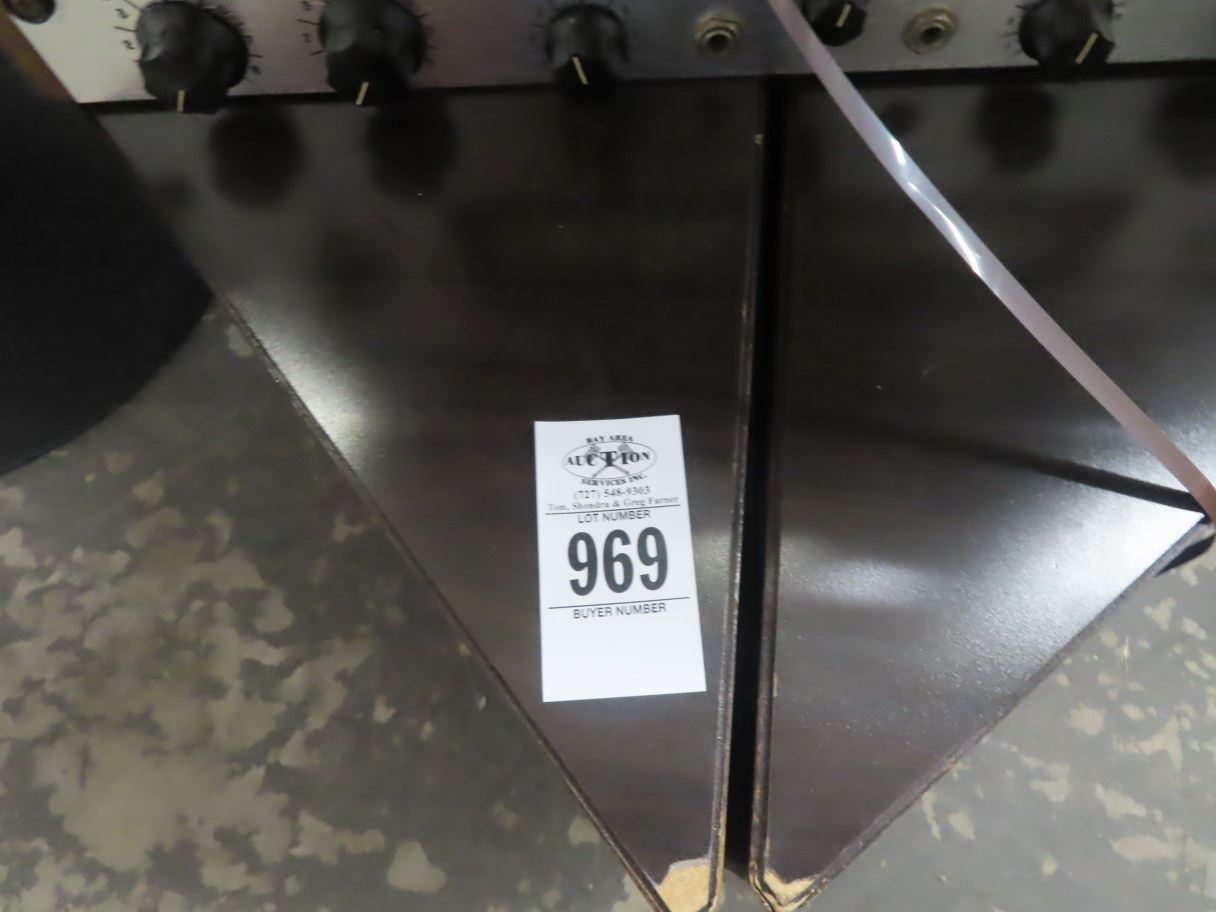 BAY AREA
AUCTION
SERVICES INC.
(727) 548-9303
Tom, Shondra & Greg Farner
LOT NUMBER
969
BUYER NUMBER